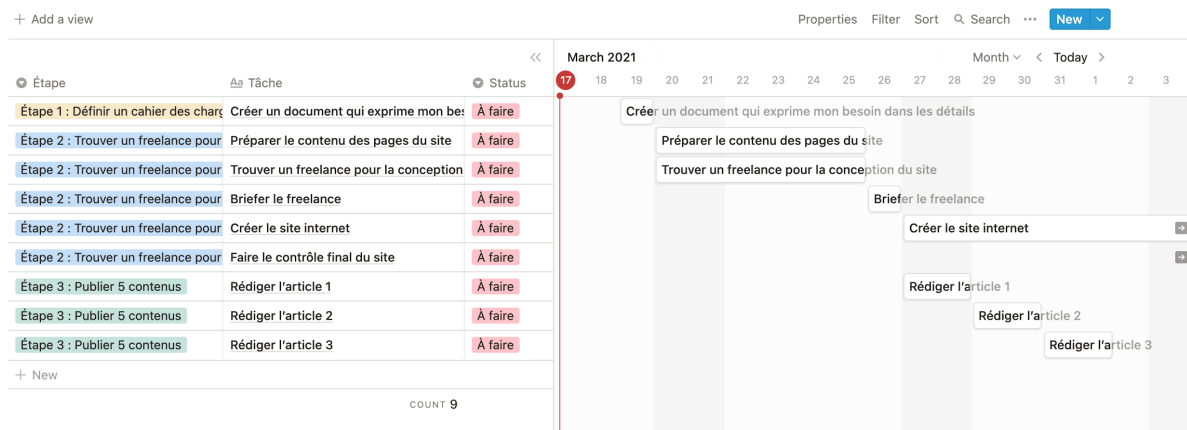 + Add a view Properties Filter Sort Search ••• New
March 2021 Month < Today >
Étape Aa Tâche Status 17 18 19 20 21 22 23 24 25 26 27 28 29 30 31 1 2 3
Étape 1 : Définir un cahier des charg Créer un document qui exprime mon bes À faire Créer un document qui exprime mon besoin dans les détails
Étape 2 : Trouver un freelance pour Préparer le contenu des pages du site À faire Préparer le contenu des pages du site
Étape 2 : Trouver un freelance pour Trouver un freelance pour la conception À faire Trouver un freelance pour la conception du site
Étape 2 : Trouver un freelance pour Briefer le freelance À faire Briefer le freelance
Étape 2 : Trouver un freelance pour Créer le site internet À faire Créer le site internet
Étape 2 : Trouver un freelance pour Faire le contrôle final du site À faire
Étape 3 : Publier 5 contenus Rédiger l'article 1 À faire Rédiger l'article 1
Étape 3 : Publier 5 contenus Rédiger l'article 2 À faire Rédiger l'article 2
Étape 3 : Publier 5 contenus Rédiger l'article 3 À faire Rédiger l'article 3
+ New
COUNT 9